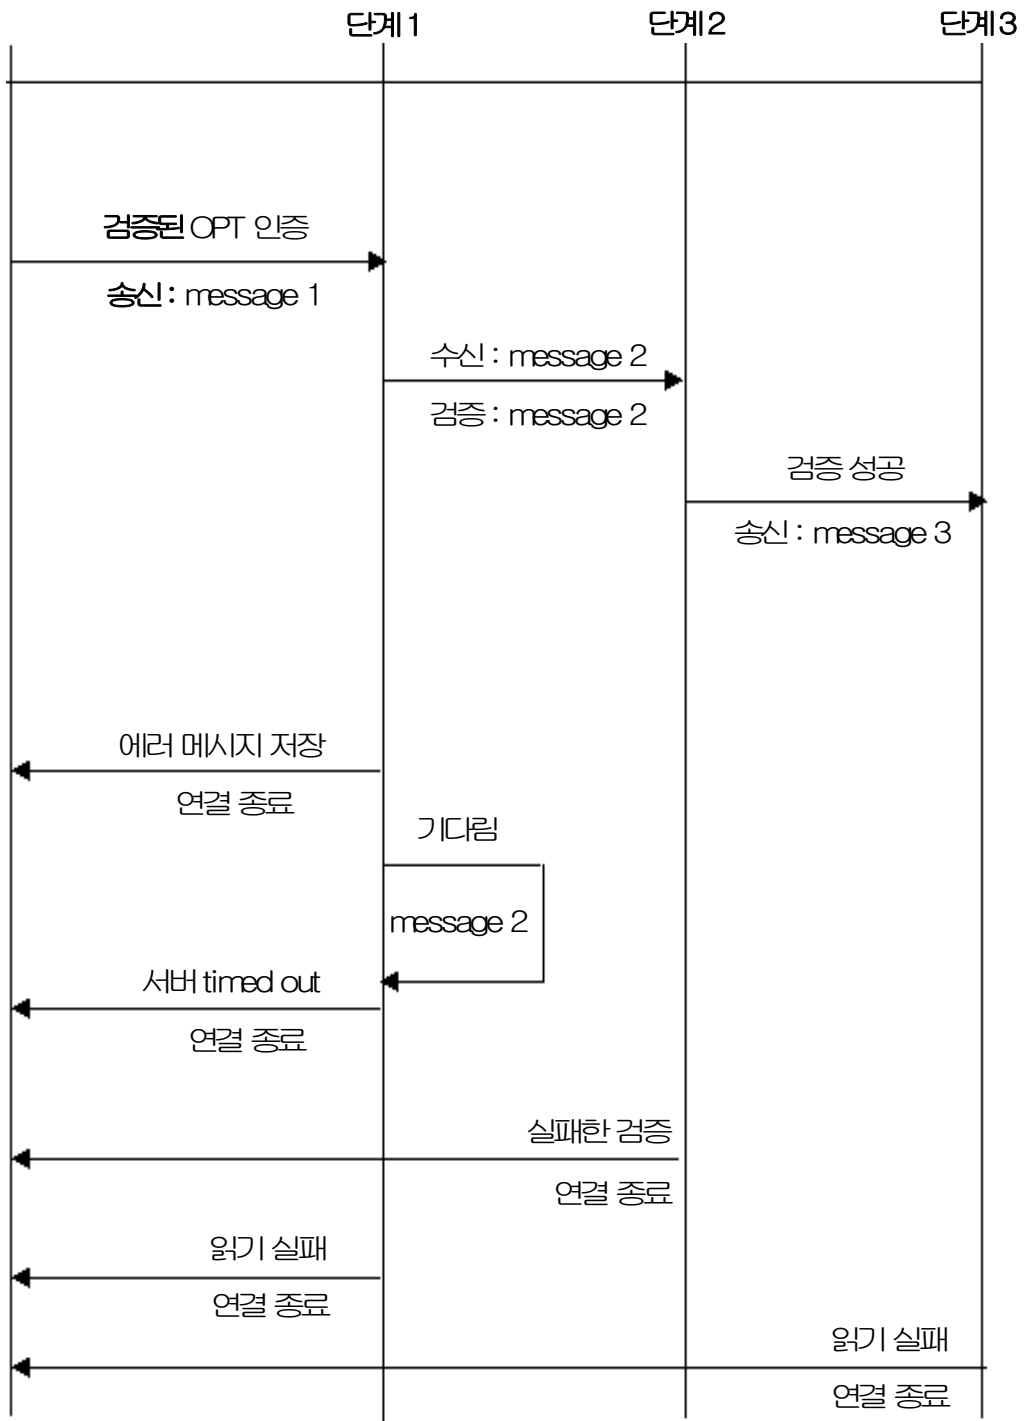 단계1 단계2 단계3
검증된 OPT 인증
송신 : message 1
수신 : message 2
검증 : message 2
검증 성공
송신 : message 3
에러 메시지 저장
연결 종료
기다림
message 2
서버 timed out
연결 종료
실패한 검증
연결 종료
읽기 실패
연결 종료
읽기 실패
연결 종료